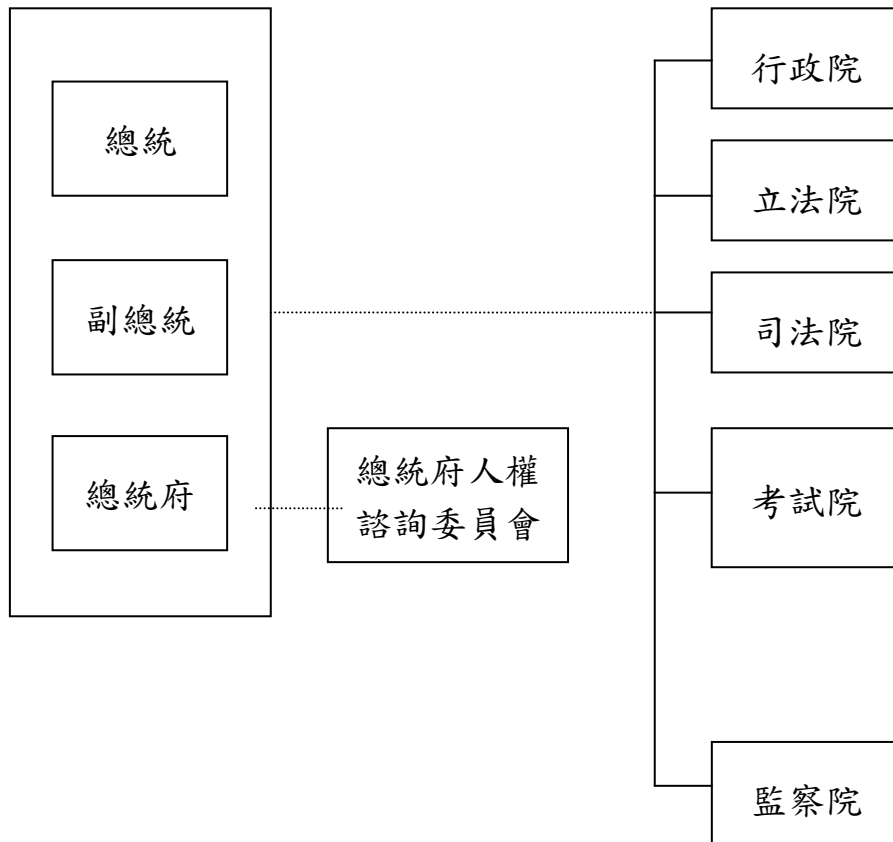 總統
副總統
總統府
總統府人權
諮詢委員會
行政院
立法院
司法院
考試院
監察院